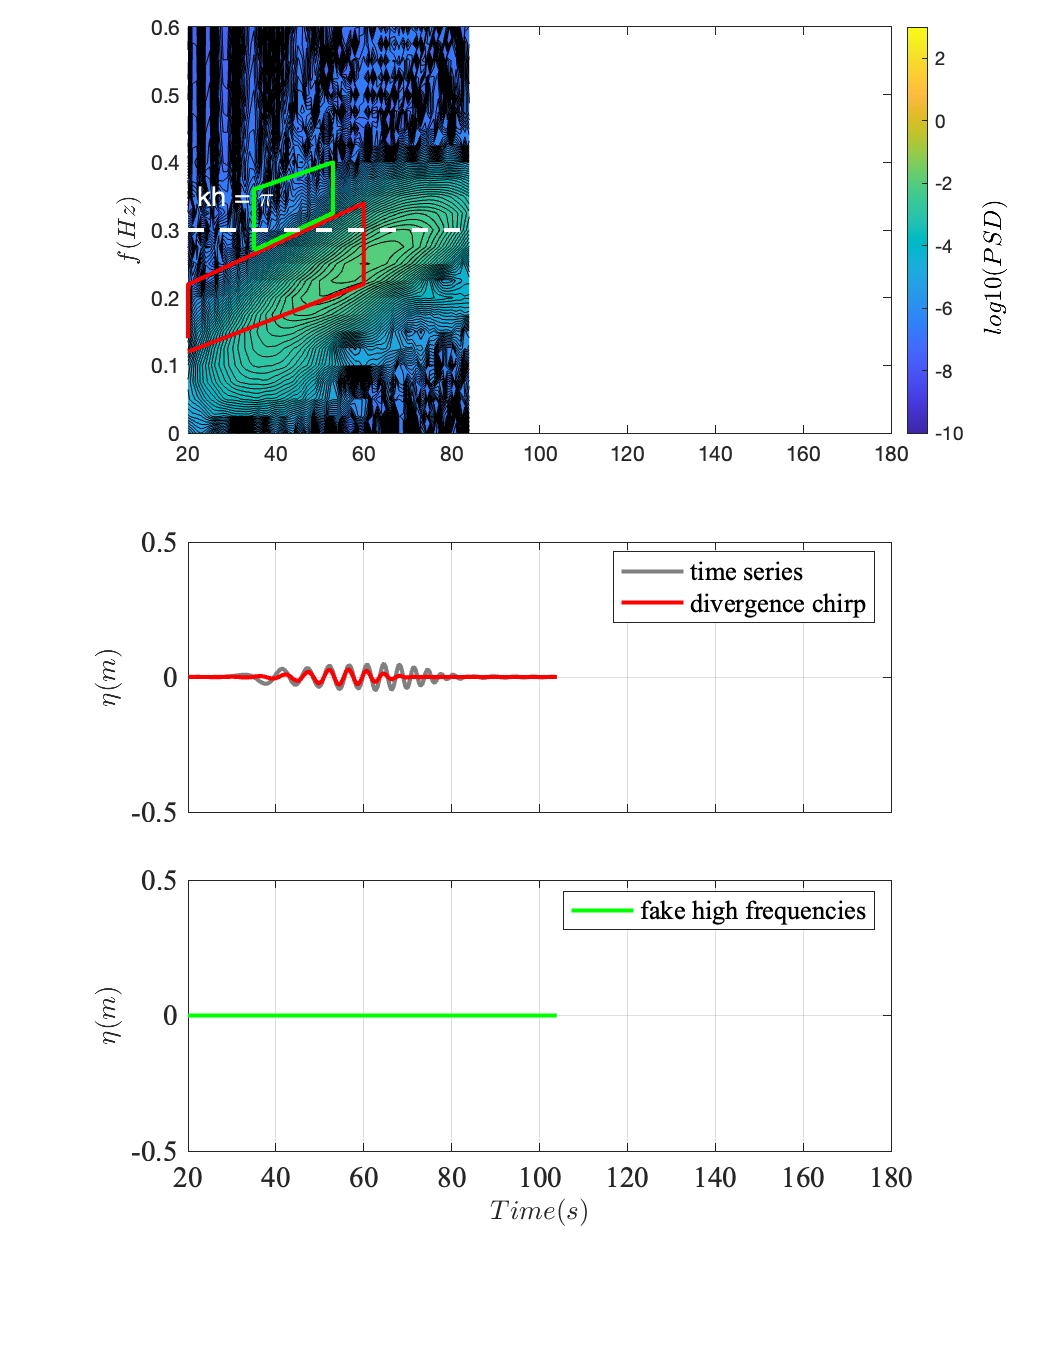 0.6
0.5
0.4
0.3
0.2
0.1
0
f(Hz)
kh = π
20 40 60 80 100 120 140 160 180
2
0
-2
-4
-6
-8
-10
log10(PSD)
0.5
0
-0.5
η(m)
time series
divergence chirp
0.5
0
-0.5
η(m)
fake high frequencies
20 40 60 80 100 120 140 160 180
Time(s)